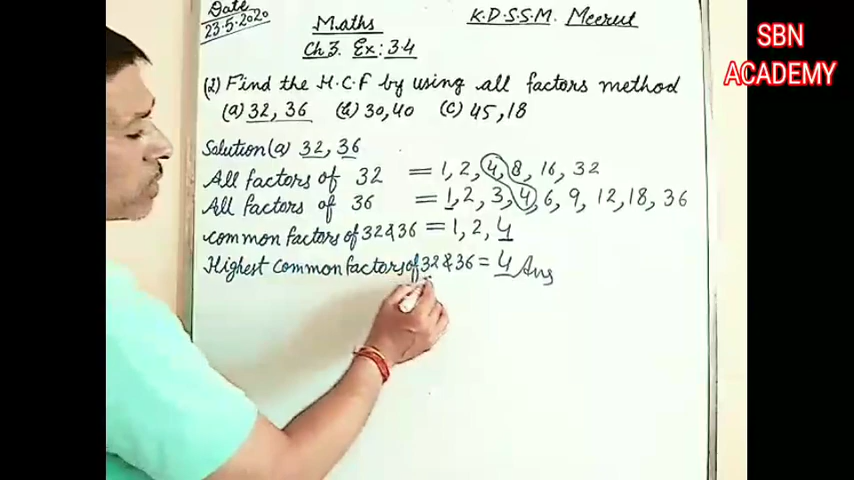 Date
23.5.2020
Maths
K.D.S.S.M. Meerut
Ch 3. Ex: 3.4
SBN
ACADEMY
(1) Find the H.C.F by using all factors method
(a) 32, 36 (b) 30,40 (c) 45,18
Solution (a) 32, 36
All factors of 32 = 1, 2, 4, 8, 16, 32
All factors of 36 = 1, 2, 3, 4, 6, 9, 12, 18, 36
common factors of 32 & 36 = 1, 2, 4
Highest common factors of 32 & 36 = 4 Ans